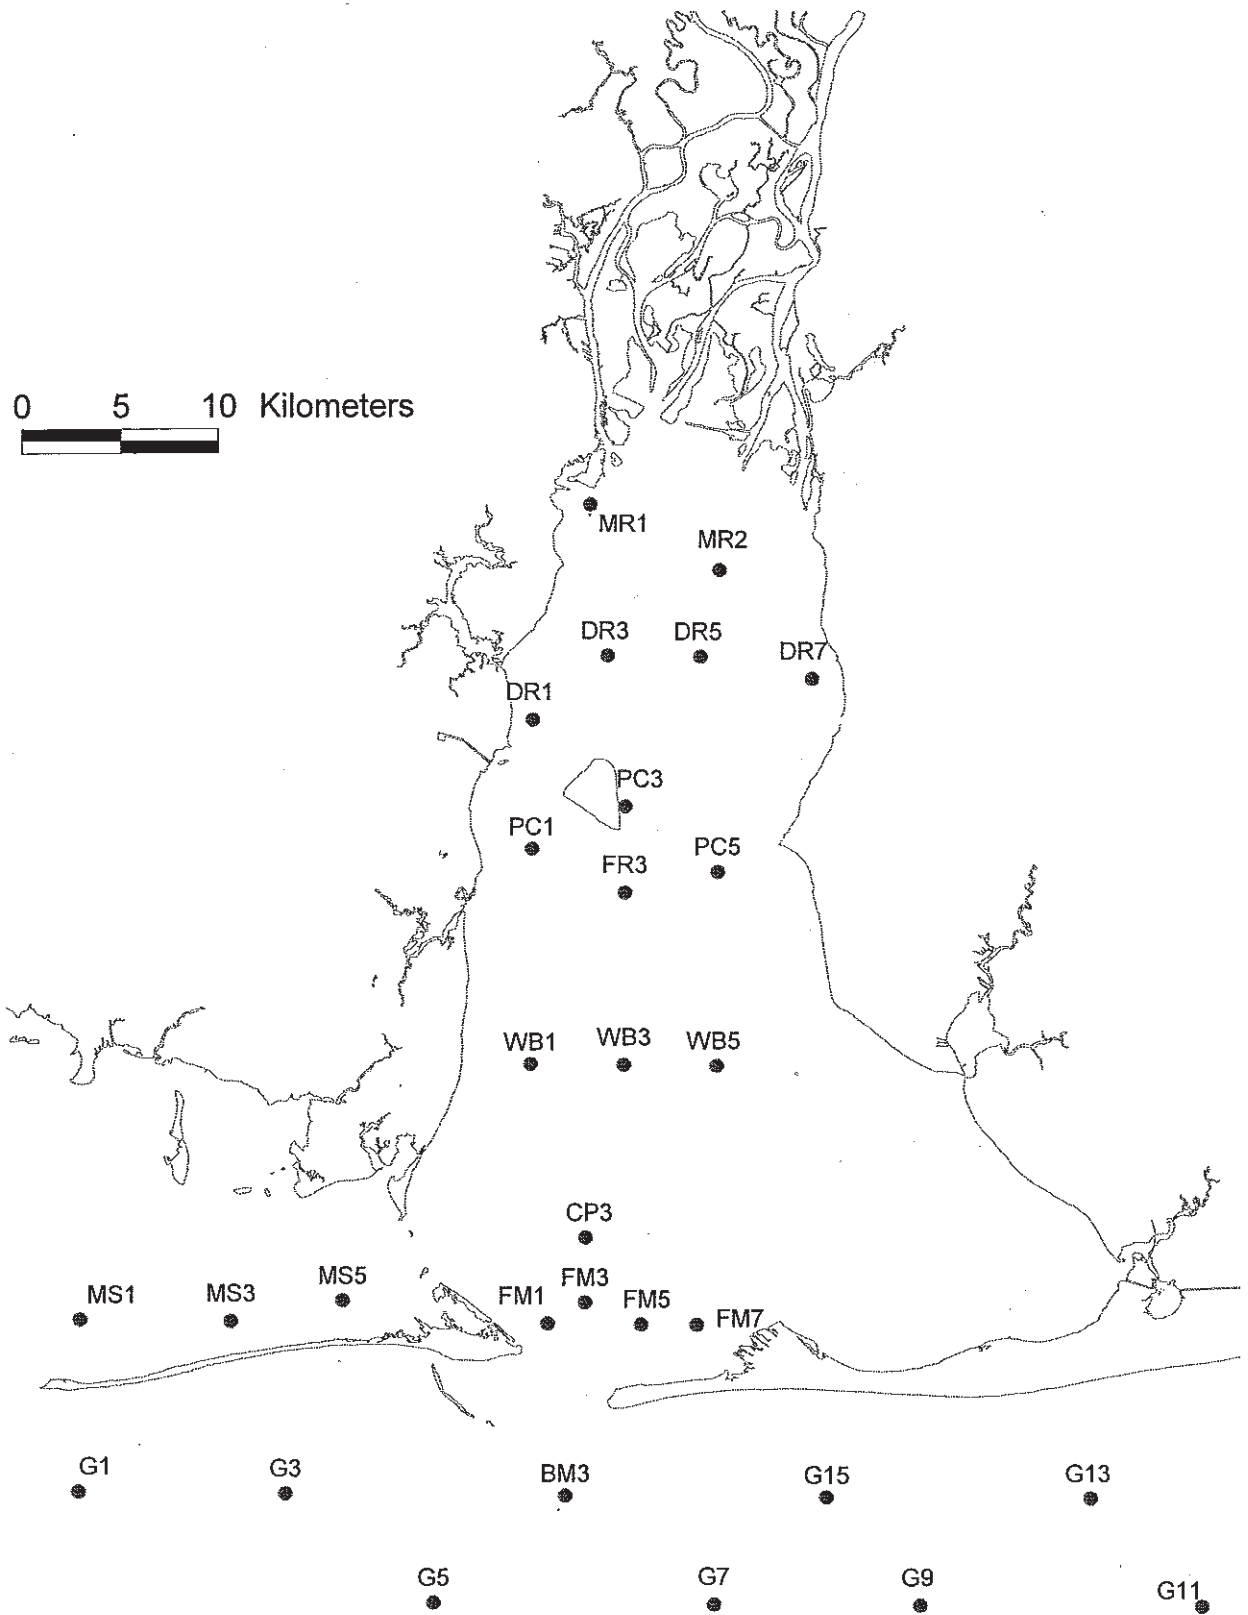 0 5 10 Kilometers
MR1
MR2
DR3 DR5
DR7
DR1
PC3
PC1
PC5
FR3
WB1 WB3 WB5
CP3
MS5
FM3
MS1 MS3 FM1 FM5
FM7
G1 G3 BM3 G15 G13
G5 G7 G9 G11